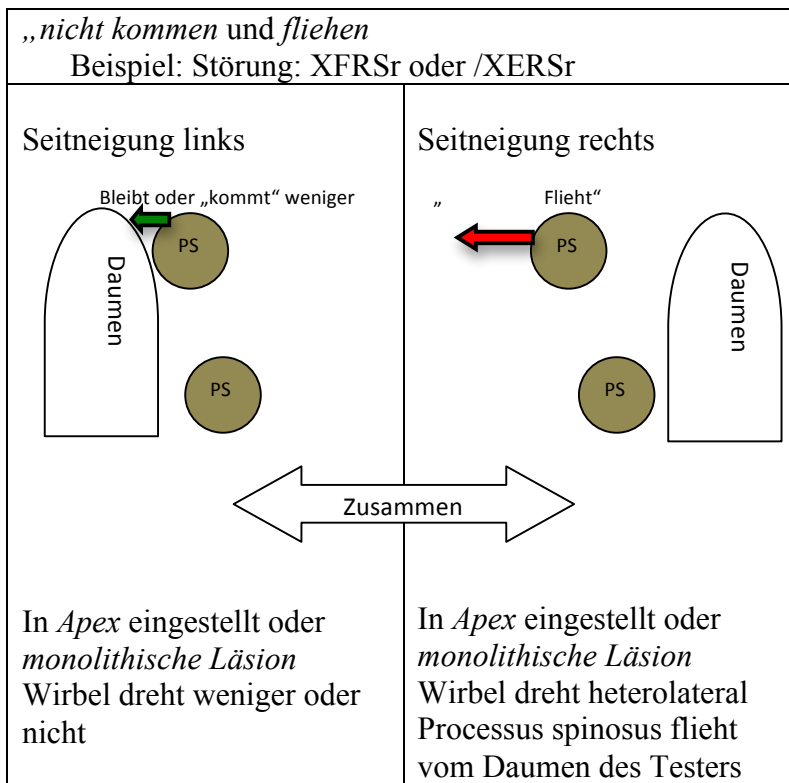 „nicht kommen und fliehen
Beispiel: Störung: XFRSr oder /XERSr
Seitneigung links
Bleibt oder „kommt“ weniger
PS
Daumen
PS
Seitneigung rechts
„ Flieht“
PS
Daumen
PS
Zusammen
In Apex eingestellt oder
monolithische Läsion
Wirbel dreht weniger oder
nicht
In Apex eingestellt oder
monolithische Läsion
Wirbel dreht heterolateral
Processus spinosus flieht
vom Daumen des Testers